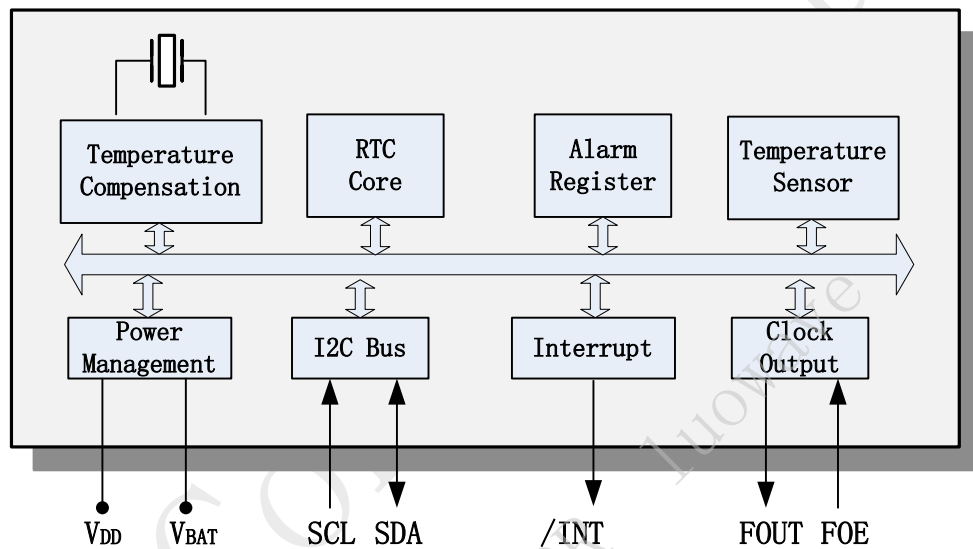 Temperature
Compensation
RTC
Core
Alarm
Register
Temperature
Sensor
Power
Management
I2C Bus
Interrupt
Clock
Output
VDD
VBAT
SCL
SDA
/INT
FOUT
FOE
luowave